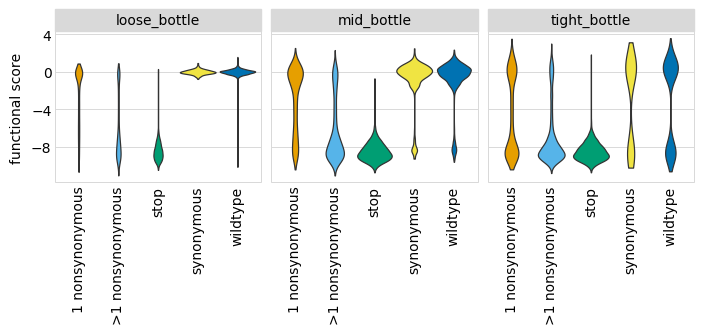 loose_bottle mid_bottle tight_bottle
functional score
4
0
−4
−8
1 nonsynonymous
>1 nonsynonymous
stop
synonymous
wildtype
1 nonsynonymous
>1 nonsynonymous
stop
synonymous
wildtype
1 nonsynonymous
>1 nonsynonymous
stop
synonymous
wildtype